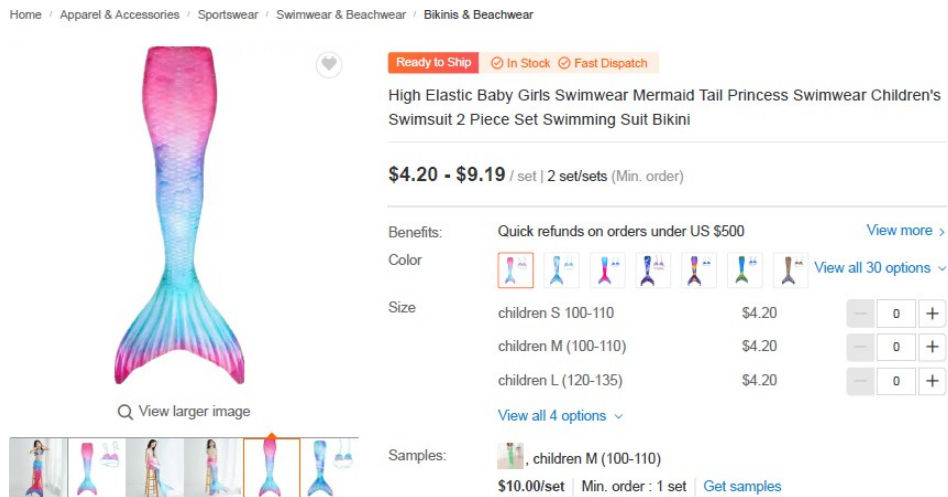 Home / Apparel & Accessories / Sportswear / Swimwear & Beachwear / Bikinis & Beachwear
Ready to Ship In Stock Fast Dispatch
High Elastic Baby Girls Swimwear Mermaid Tail Princess Swimwear Children's
Swimsuit 2 Piece Set Swimming Suit Bikini
$4.20 - $9.19 / set | 2 set/sets (Min. order)
Benefits: Quick refunds on orders under US $500 View more >
Color View all 30 options
Size children S 100-110 $4.20 — 0 +
children M (100-110) $4.20 — 0 +
children L (120-135) $4.20 — 0 +
View larger image
View all 4 options
Samples: , children M (100-110)
$10.00/set Min. order : 1 set Get samples